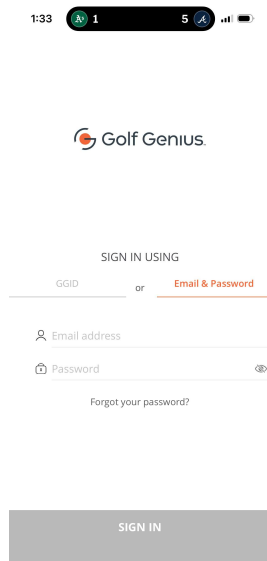 1:33
1
5
Golf Genius.
SIGN IN USING
GGID
or
Email & Password
Email address
Password
Forgot your password?
SIGN IN